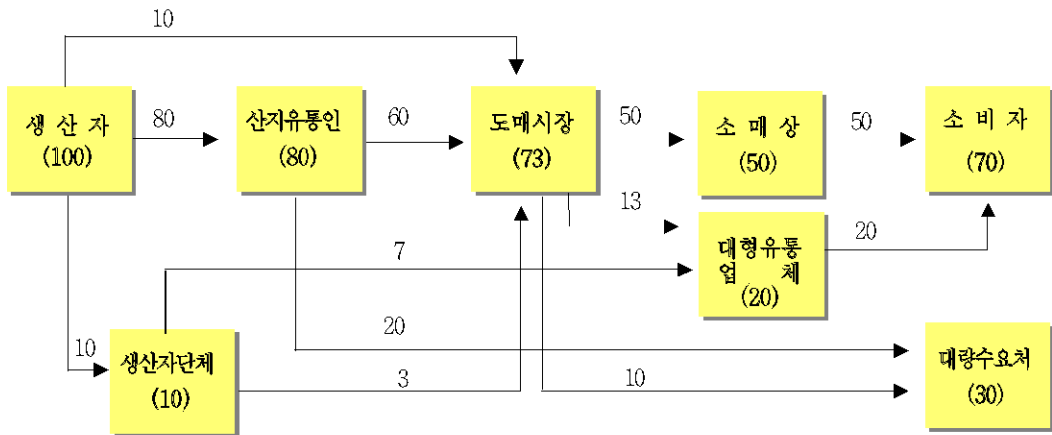 10
생 산 자
(100)
80
산지유통인
(80)
60
도매시장
(73)
50
소 매 상
(50)
50
소 비 자
(70)
13
대형유통
업 체
(20)
20
7
10
생산자단체
(10)
20
3
10
대량수요처
(30)